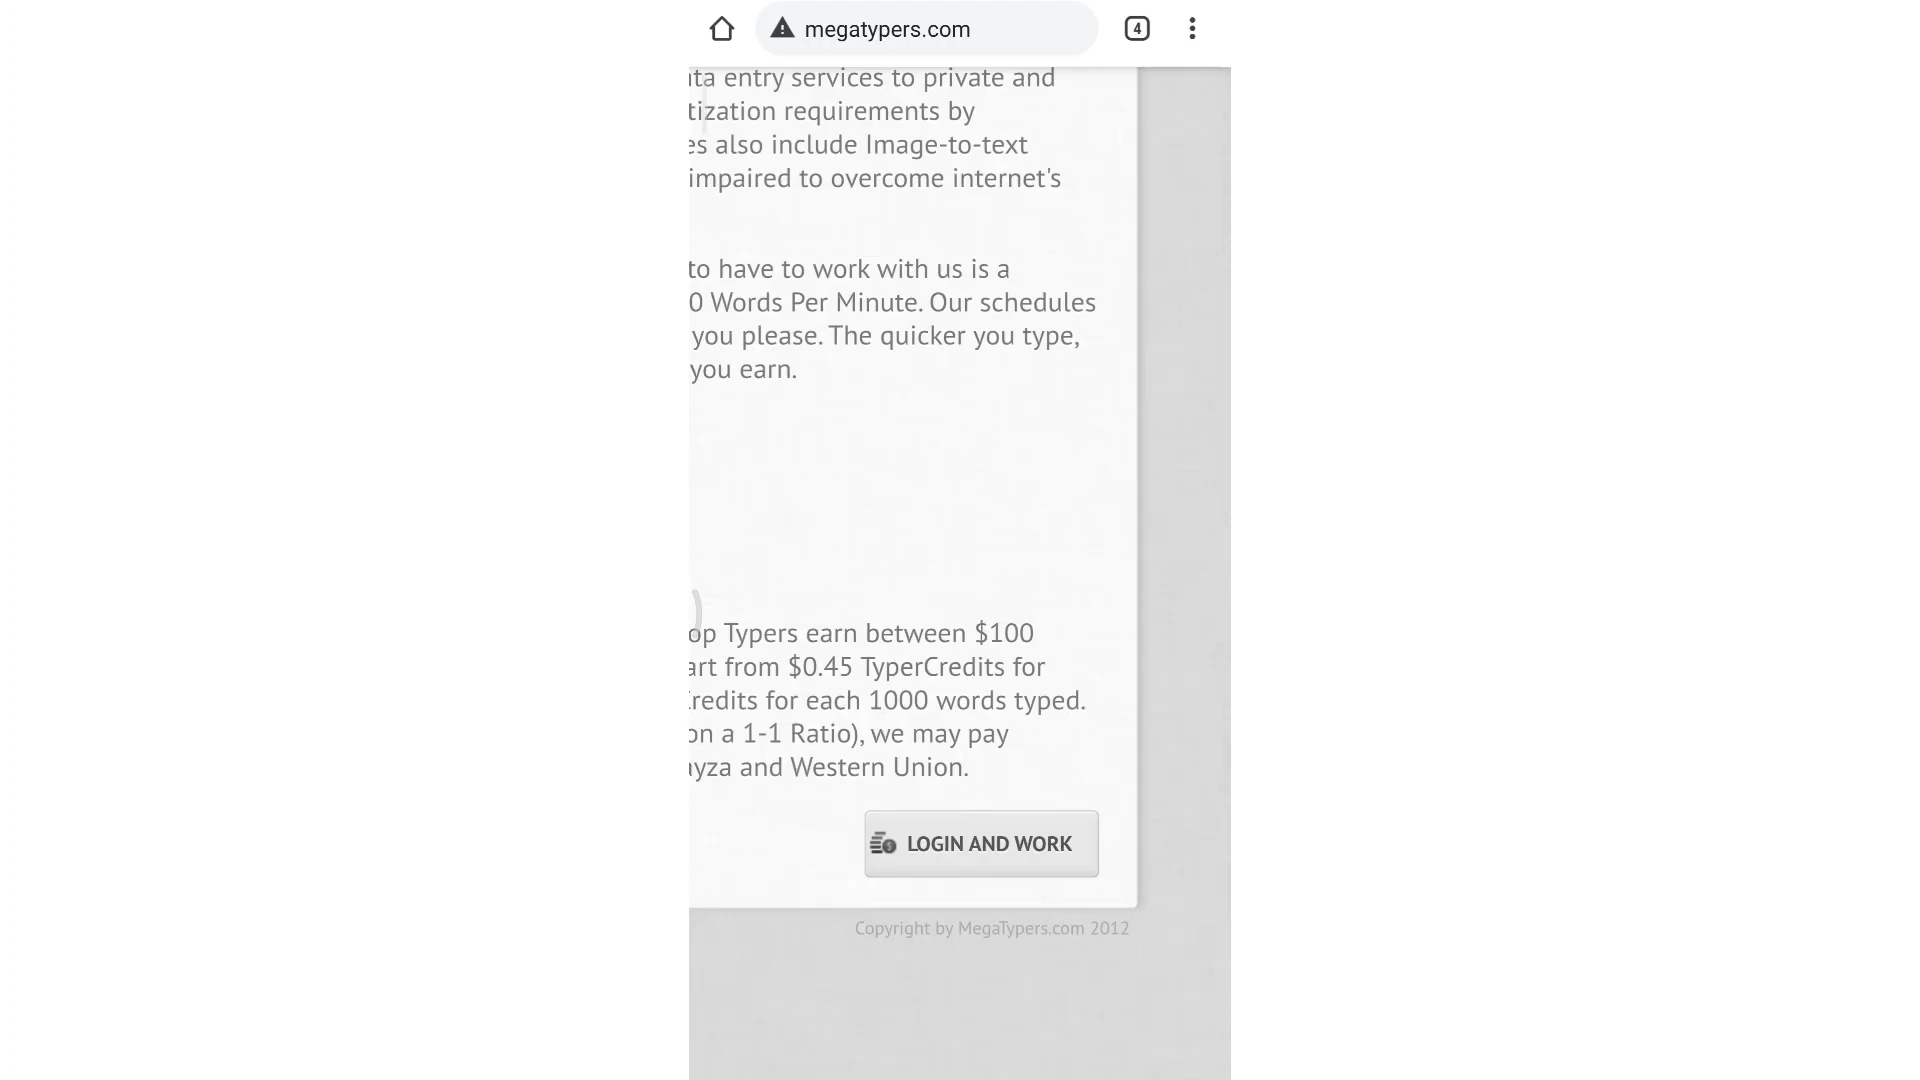 megatypers.com
4
ta entry services to private and
tization requirements by
es also include Image-to-text
impaired to overcome internet's
to have to work with us is a
0 Words Per Minute. Our schedules
you please. The quicker you type,
you earn.
op Typers earn between $100
art from $0.45 TyperCredits for
redits for each 1000 words typed.
on a 1-1 Ratio), we may pay
yza and Western Union.
LOGIN AND WORK
Copyright by MegaTypers.com 2012